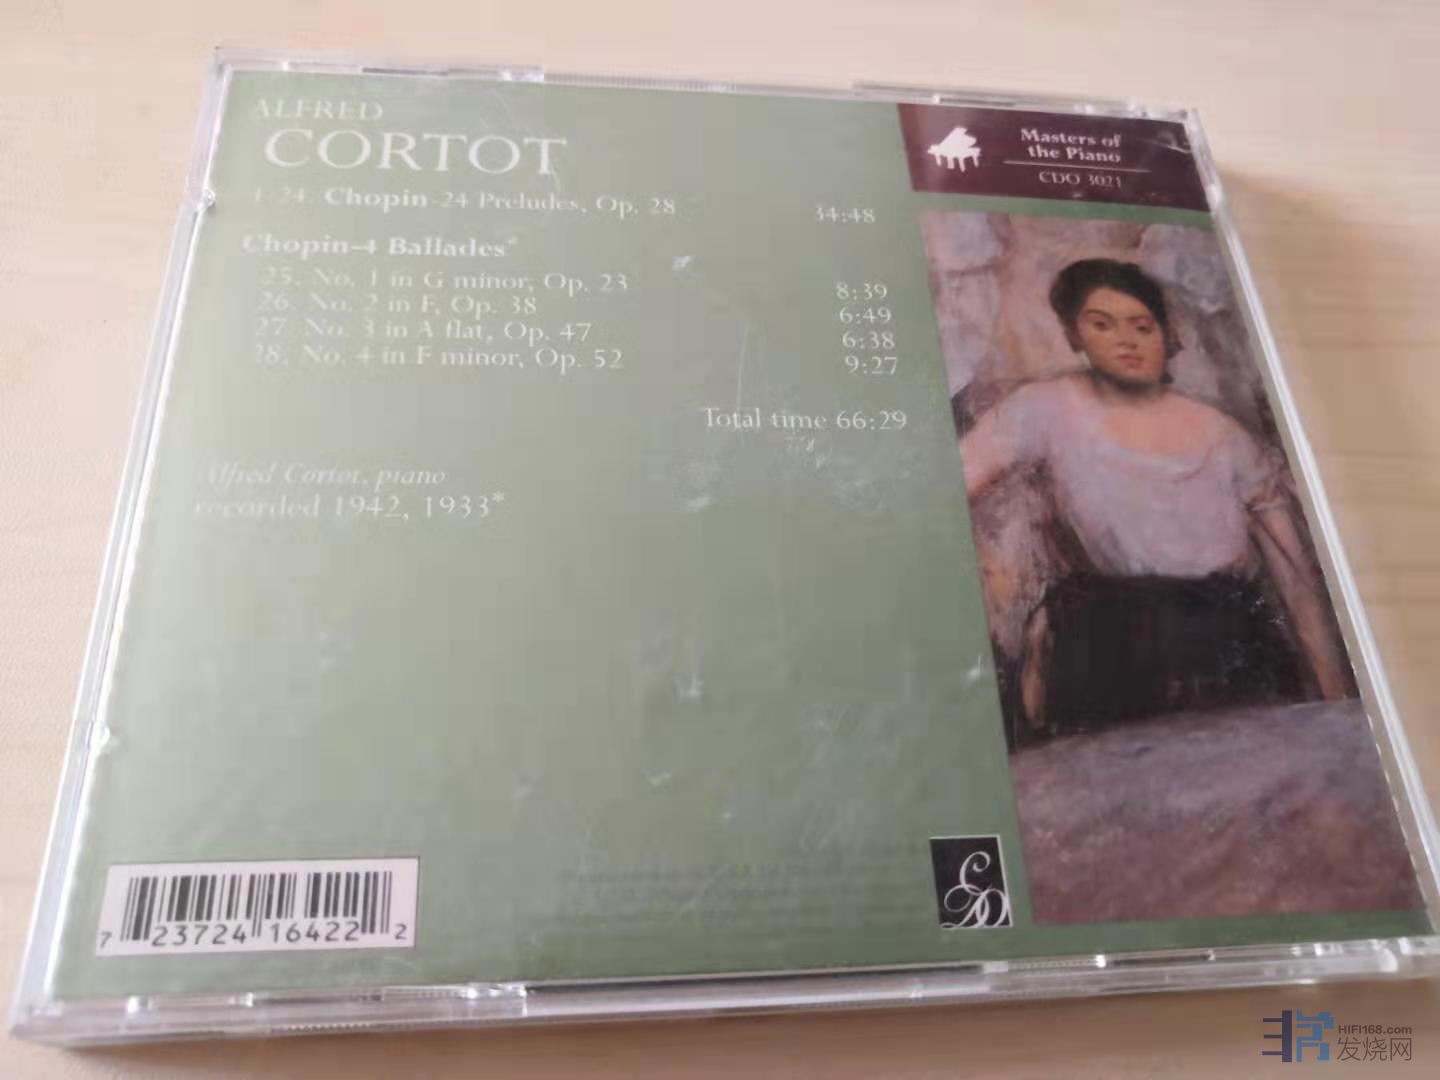 ALFRED
CORTOT
Masters of
the Piano
CDO 3021
1-24. Chopin-24 Preludes, Op. 28 34:48
Chopin-4 Ballades*
25. No. 1 in G minor, Op. 23 8:39
26. No. 2 in F, Op. 38 6:49
27. No. 3 in A flat, Op. 47 6:38
28. No. 4 in F minor, Op. 52 9:27
Total time 66:29
Alfred Cortot, piano
recorded 1942, 1933*
7 23724 16422 2
HIFI168.com
发烧网